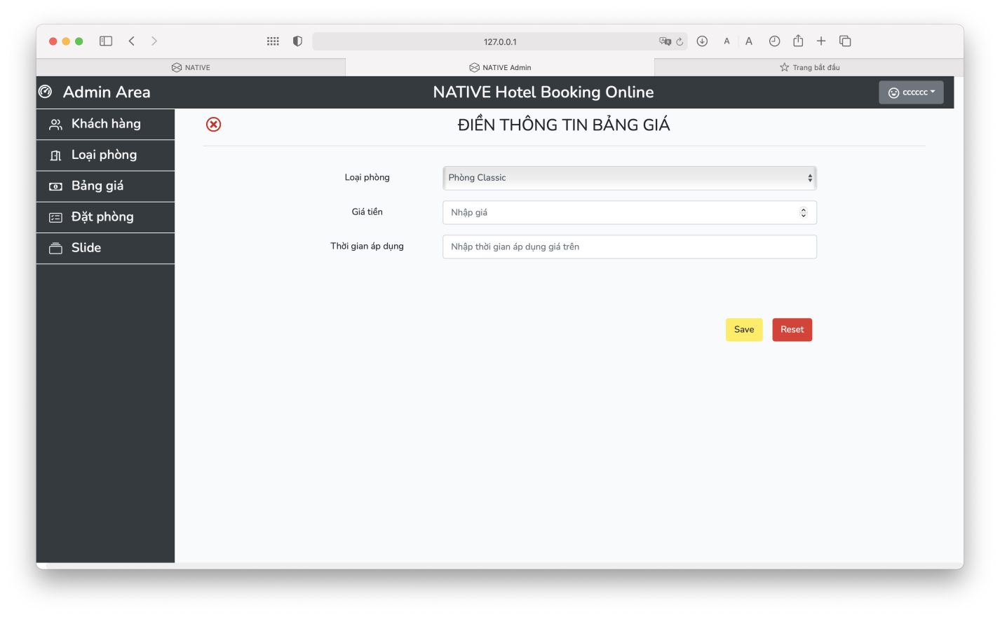 127.0.0.1
A A
NATIVE
NATIVE Admin
Trang bắt đầu
Admin Area
NATIVE Hotel Booking Online
cccccc
Khách hàng
Loại phòng
Bảng giá
Đặt phòng
Slide
ĐIỀN THÔNG TIN BẢNG GIÁ
Loại phòng
Phòng Classic
Giá tiền
Nhập giá
Thời gian áp dụng
Nhập thời gian áp dụng giá trên
Save
Reset